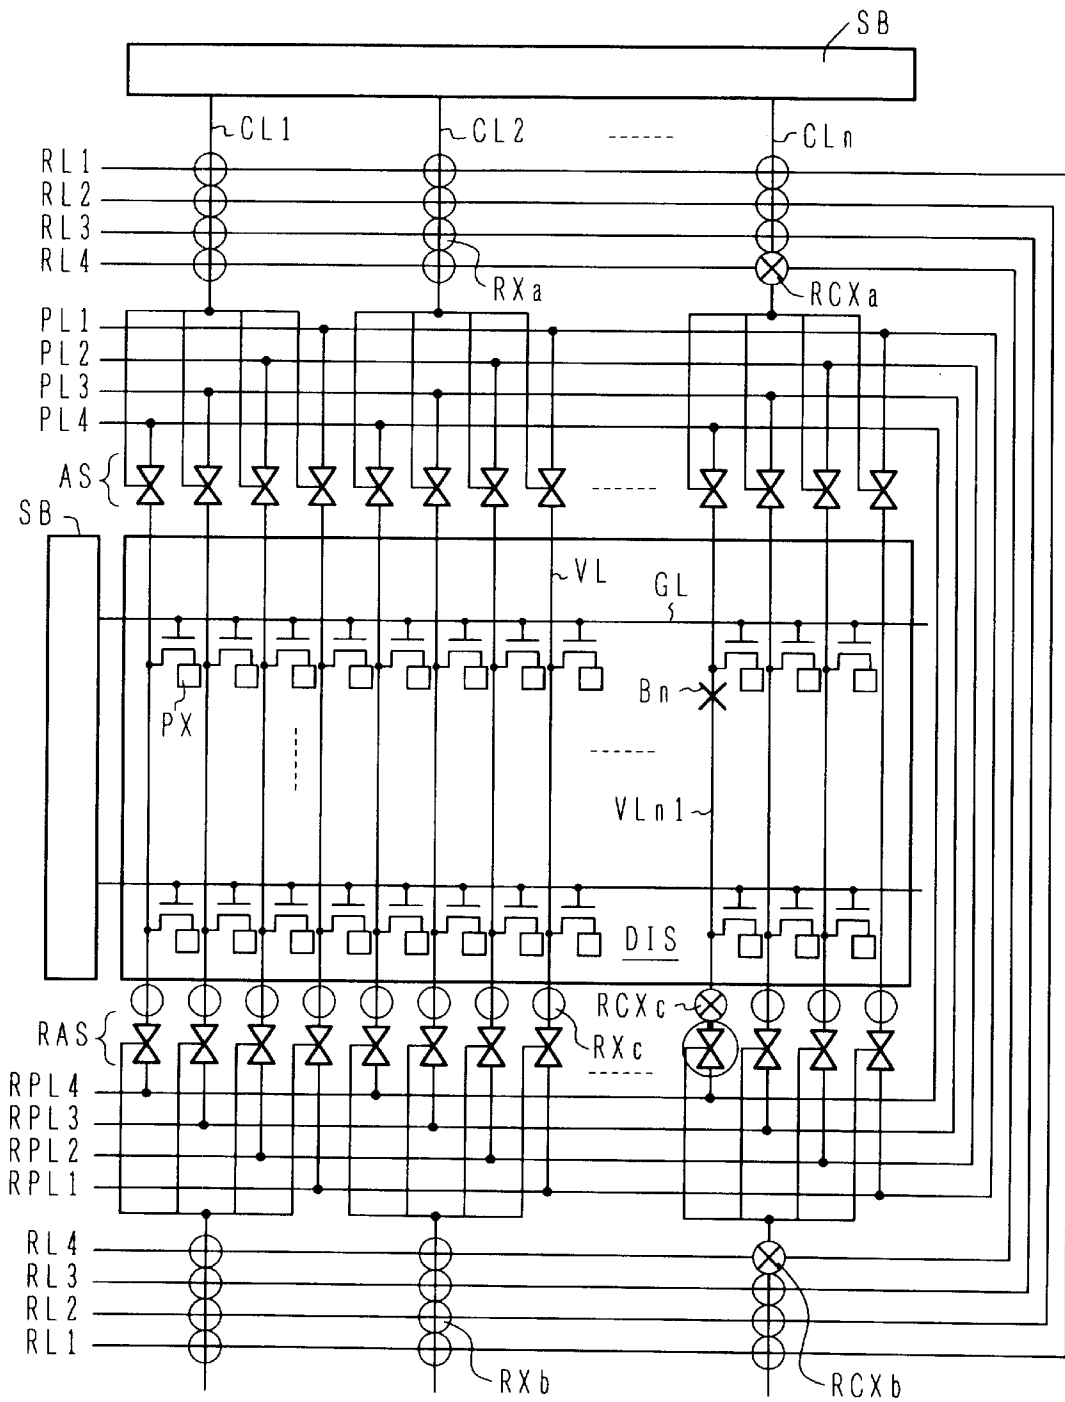 SB
CL1 CL2 CLn
RL1
RL2
RL3
RL4
RXa RCXa
PL1
PL2
PL3
PL4
AS
SB
VL GL
PX Bn
VLn1
DIS
RCXc
RAS RXc
RPL4
RPL3
RPL2
RPL1
RL4
RL3
RL2
RL1
RXb RCXb